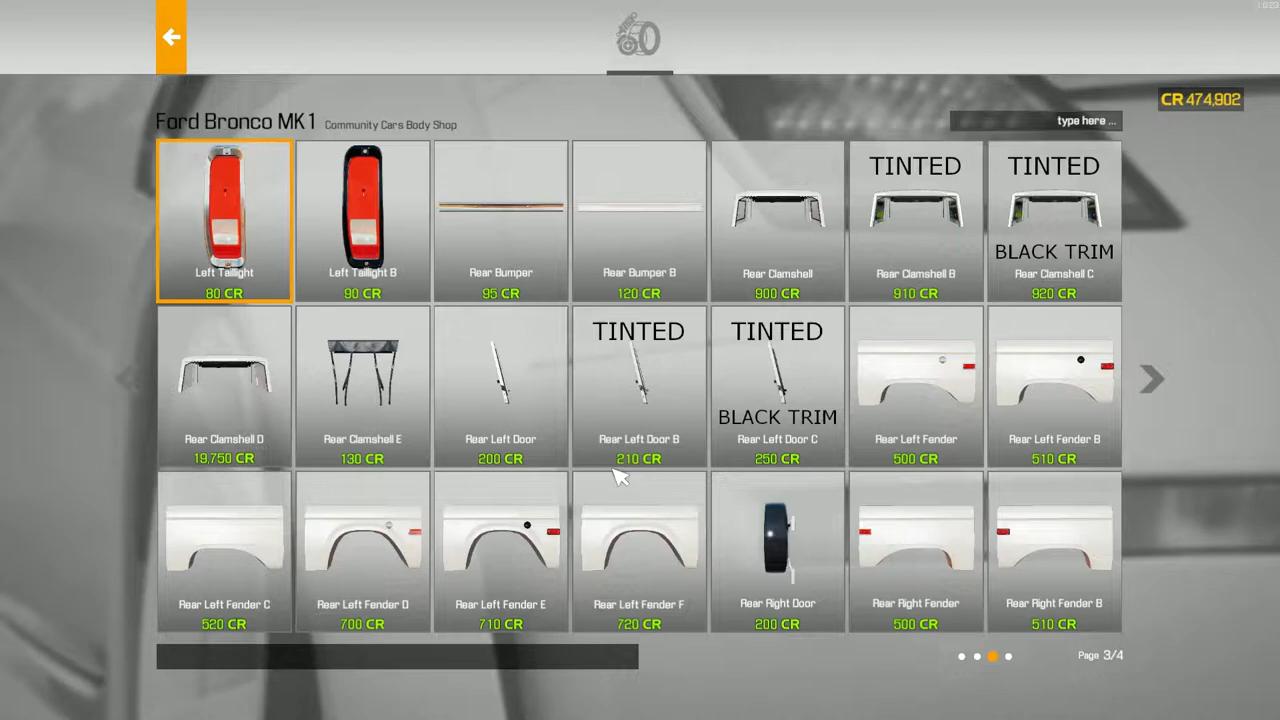 10:23
CR 474,902
Ford Bronco MK1 Community Cars Body Shop
type here ...
Left Taillight
80 CR
Left Taillight B
90 CR
Rear Bumper
95 CR
Rear Bumper B
120 CR
Rear Clamshell
900 CR
TINTED
Rear Clamshell B
910 CR
TINTED
BLACK TRIM
Rear Clamshell C
920 CR
Rear Clamshell D
19,750 CR
Rear Clamshell E
130 CR
Rear Left Door
200 CR
TINTED
Rear Left Door B
210 CR
TINTED
BLACK TRIM
Rear Left Door C
250 CR
Rear Left Fender
500 CR
Rear Left Fender B
510 CR
Rear Left Fender C
520 CR
Rear Left Fender D
700 CR
Rear Left Fender E
710 CR
Rear Left Fender F
720 CR
Rear Right Door
200 CR
Rear Right Fender
500 CR
Rear Right Fender B
510 CR
Page 3/4